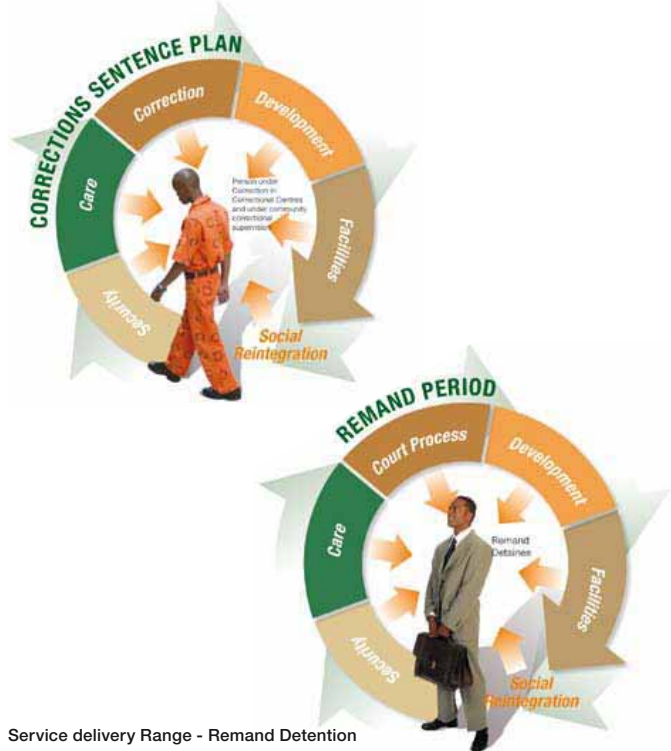 CORRECTIONS SENTENCE PLAN
Correction
Development
Care
Person under
Correction in
Correctional Centres
and under community
correctional
supervision
Facilities
Security
Social
Reintegration
REMAND PERIOD
Court Process
Development
Care
Remand
Detainee
Facilities
Security
Social
Reintegration
Service delivery Range - Remand Detention